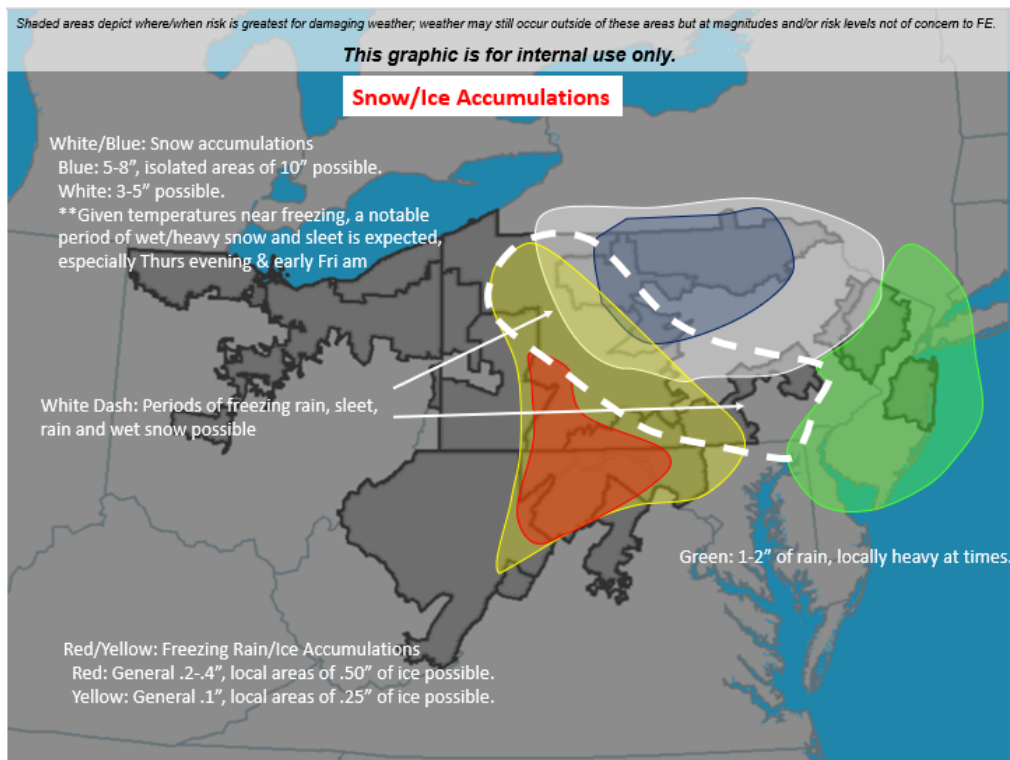 Shaded areas depict where/when risk is greatest for damaging weather; weather may still occur outside of these areas but at magnitudes and/or risk levels not of concern to FE.
This graphic is for internal use only.
Snow/Ice Accumulations
White/Blue: Snow accumulations
Blue: 5-8”, isolated areas of 10” possible.
White: 3-5” possible.
**Given temperatures near freezing, a notable
period of wet/heavy snow and sleet is expected,
especially Thurs evening & early Fri am
White Dash: Periods of freezing rain, sleet,
rain and wet snow possible
Green: 1-2” of rain, locally heavy at times.
Red/Yellow: Freezing Rain/Ice Accumulations
Red: General .2-.4”, local areas of .50” of ice possible.
Yellow: General .1”, local areas of .25” of ice possible.